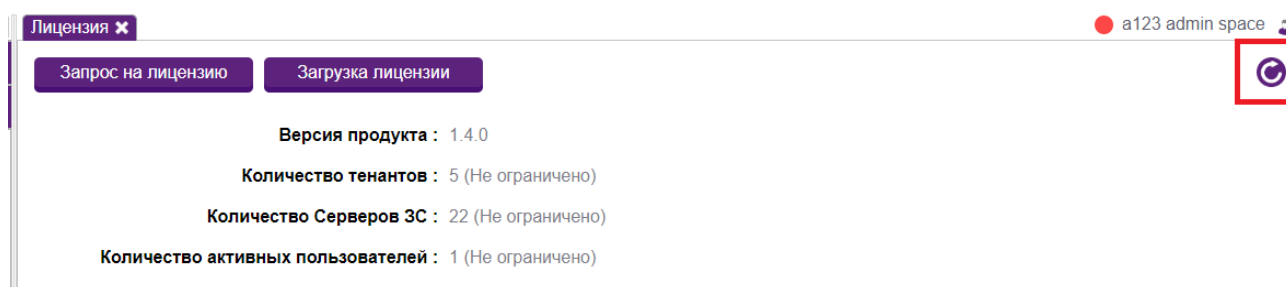 Лицензия
a123 admin space
Запрос на лицензию
Загрузка лицензии
Версия продукта : 1.4.0
Количество тенантов : 5 (Не ограничено)
Количество Серверов ЗС : 22 (Не ограничено)
Количество активных пользователей : 1 (Не ограничено)